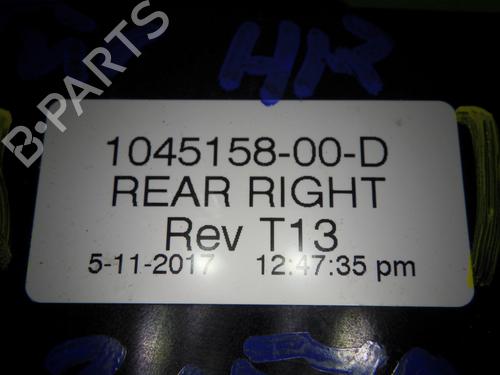 HR
1045158-00-D
REAR RIGHT
Rev T13
5-11-2017 12:47:35 pm
B-PARTS